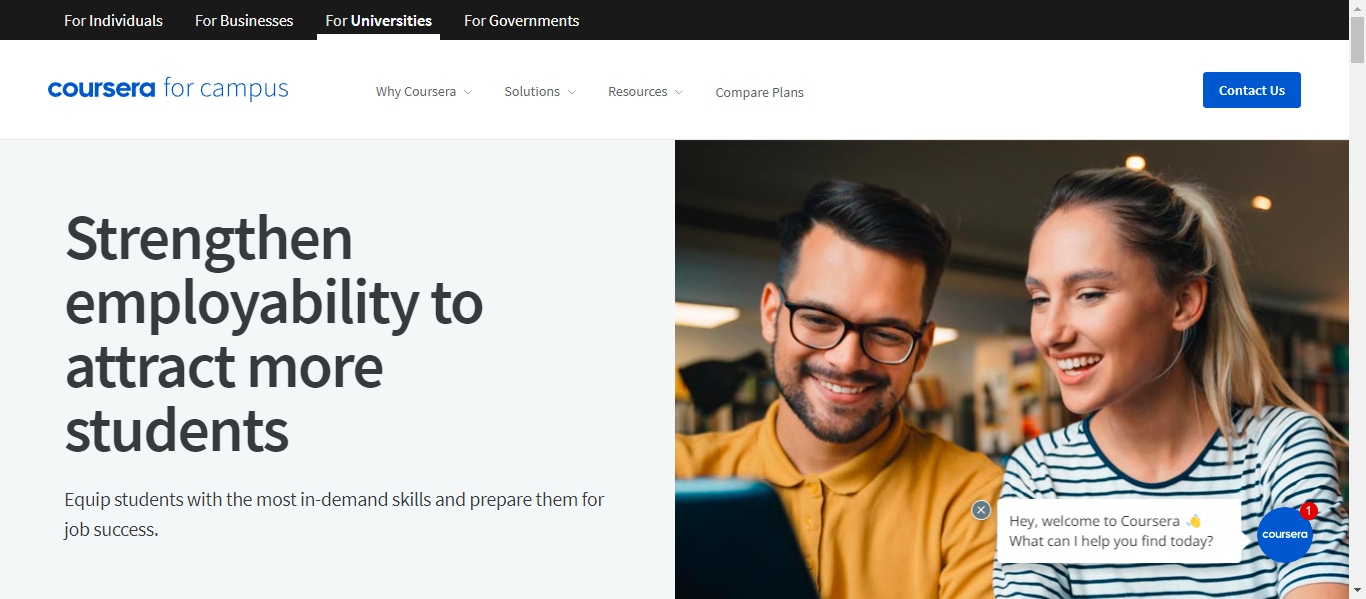 For Individuals For Businesses For Universities For Governments
coursera for campus Why Coursera Solutions Resources Compare Plans Contact Us
Strengthen
employability to
attract more
students
Equip students with the most in-demand skills and prepare them for
job success.
1
Hey, welcome to Coursera 👋
What can I help you find today?
coursera